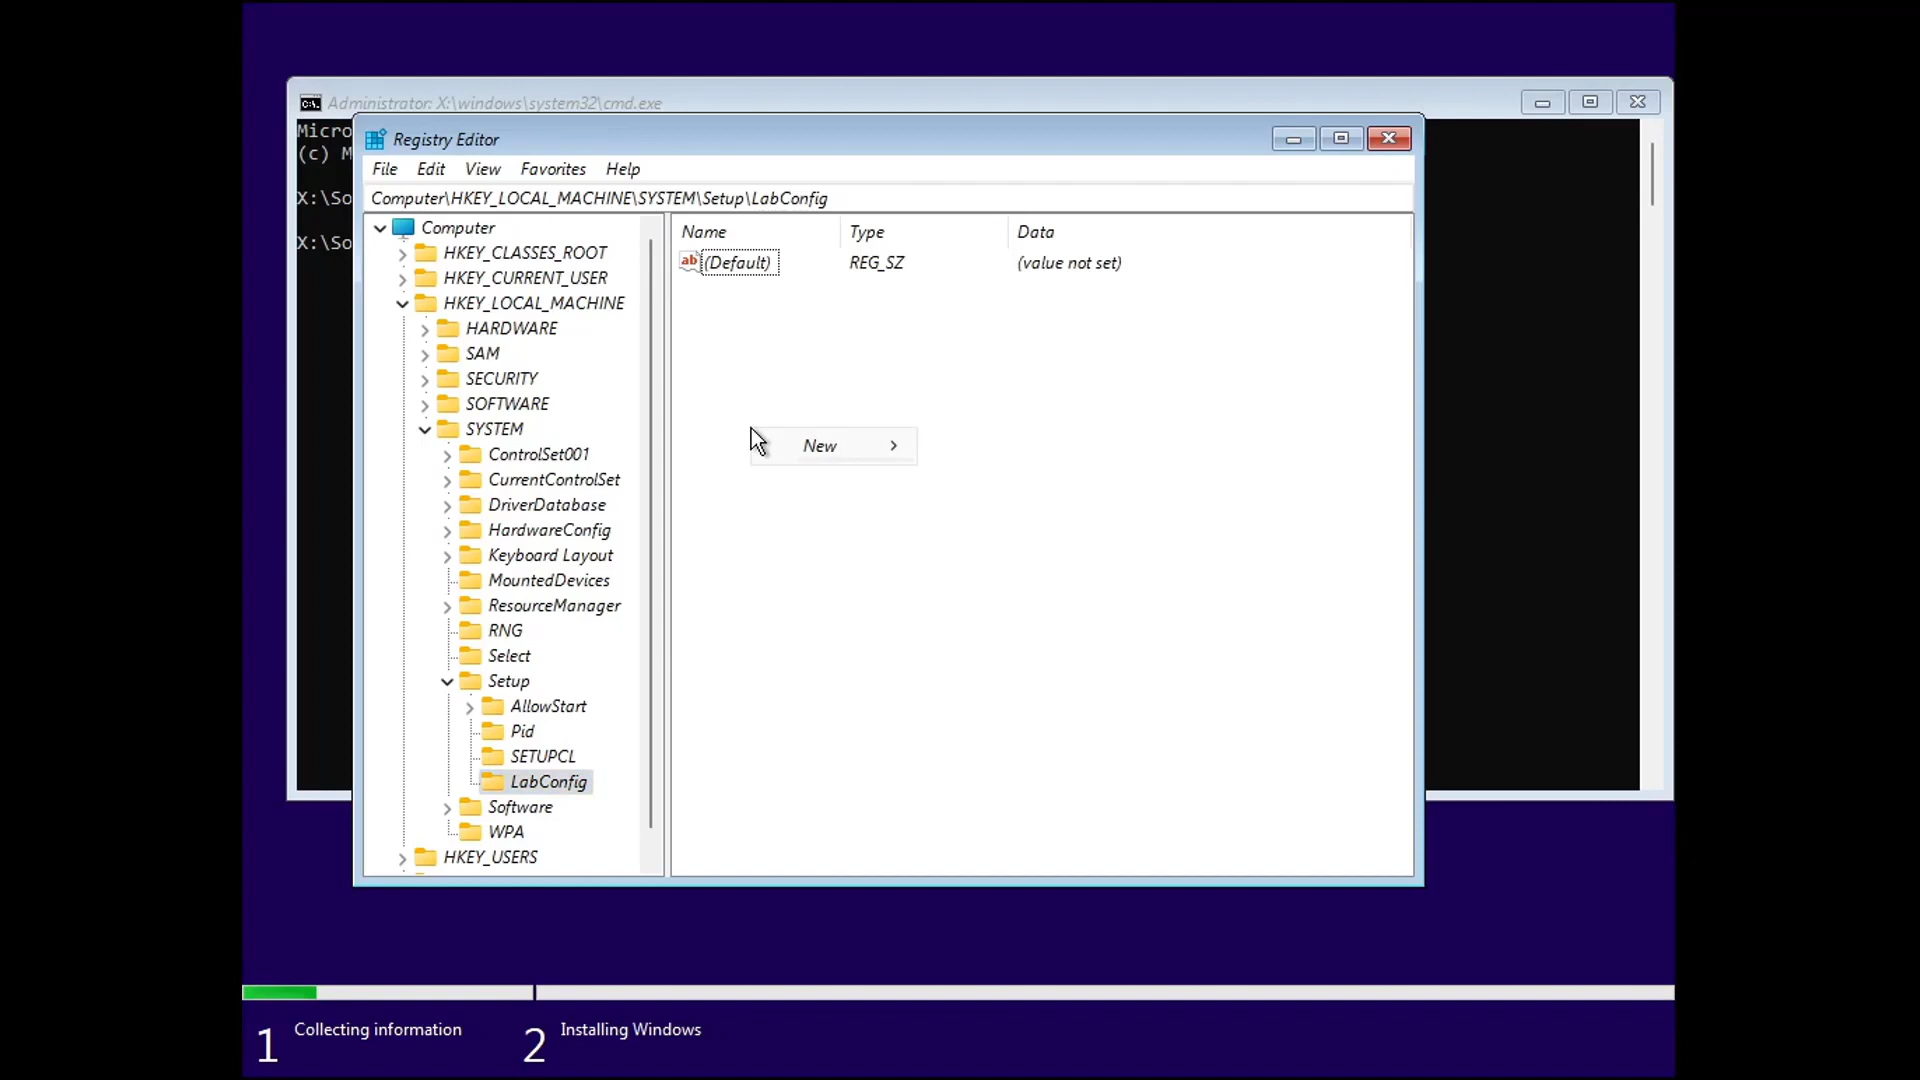 Administrator: X:\windows\system32\cmd.exe
Micro
(c) M
X:\So
X:\So
Registry Editor
File Edit View Favorites Help
Computer\HKEY_LOCAL_MACHINE\SYSTEM\Setup\LabConfig
Computer
HKEY_CLASSES_ROOT
HKEY_CURRENT_USER
HKEY_LOCAL_MACHINE
HARDWARE
SAM
SECURITY
SOFTWARE
SYSTEM
ControlSet001
CurrentControlSet
DriverDatabase
HardwareConfig
Keyboard Layout
MountedDevices
ResourceManager
RNG
Select
Setup
AllowStart
Pid
SETUPCL
LabConfig
Software
WPA
HKEY_USERS
Name Type Data
(Default) REG_SZ (value not set)
New
1 Collecting information 2 Installing Windows